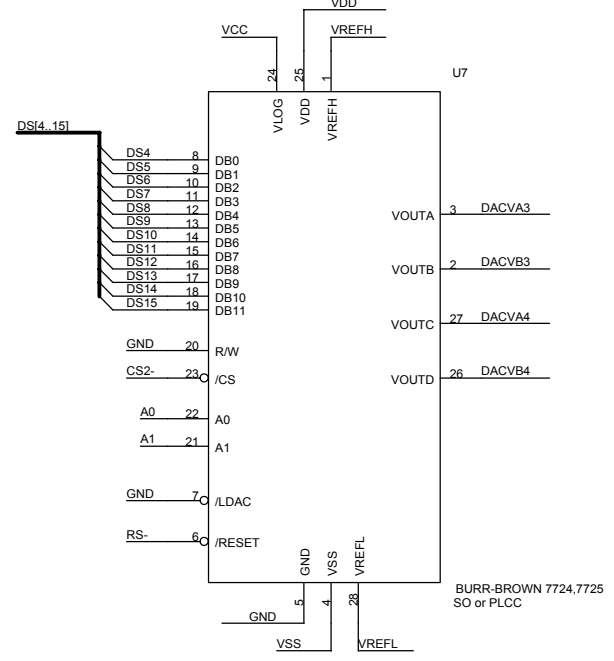 VDD
VCC VREFH
24 25 1
U7
VLOG VDD VREFH
DS[4..15]
DS4 8 DB0
DS5 9 DB1
DS6 10 DB2
DS7 11 DB3
DS8 12 DB4
DS9 13 DB5
DS10 14 DB6
DS11 15 DB7
DS12 16 DB8
DS13 17 DB9
DS14 18 DB10
DS15 19 DB11
VOUTA 3 DACVA3
VOUTB 2 DACVB3
VOUTC 27 DACVA4
VOUTD 26 DACVB4
GND 20 R/W
CS2- 23 /CS
A0 22 A0
A1 21 A1
GND 7 /LDAC
RS- 6 /RESET
GND VSS VREFL
5 4 28
BURR-BROWN 7724,7725
SO or PLCC
GND
VSS VREFL